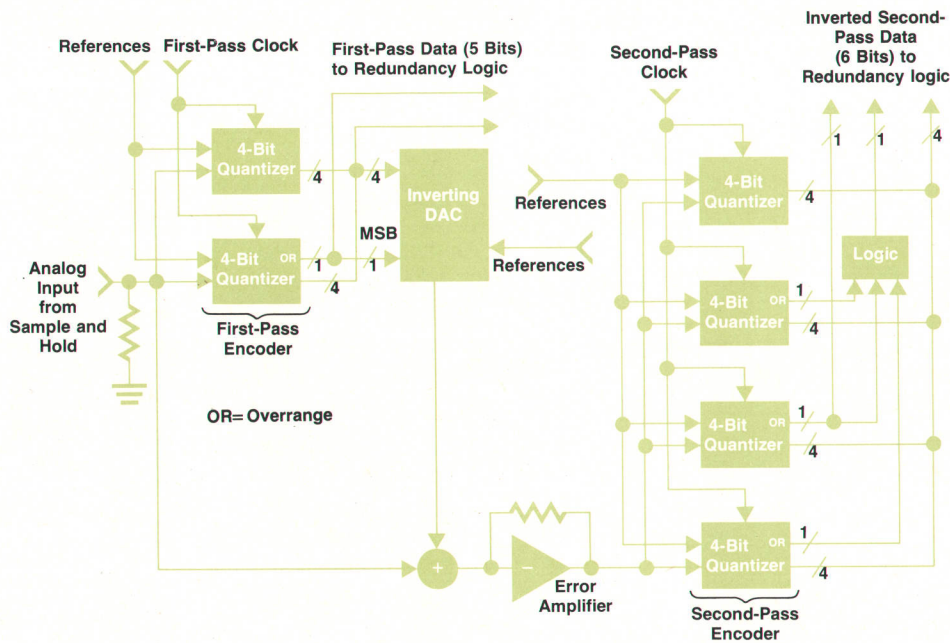 References
First-Pass Clock
First-Pass Data (5 Bits)
to Redundancy Logic
Second-Pass
Clock
Inverted Second-
Pass Data
(6 Bits) to
Redundancy logic
1
1
4
4-Bit
Quantizer
4
4
Inverting
DAC
MSB
4-Bit OR
Quantizer
1
1
4
References
References
4-Bit
Quantizer
4
Logic
Analog
Input
from
Sample and
Hold
First-Pass
Encoder
OR= Overrange
4-Bit OR
Quantizer
1
4
4-Bit OR
Quantizer
1
4
4-Bit OR
Quantizer
1
4
+
−
Error
Amplifier
Second-Pass
Encoder